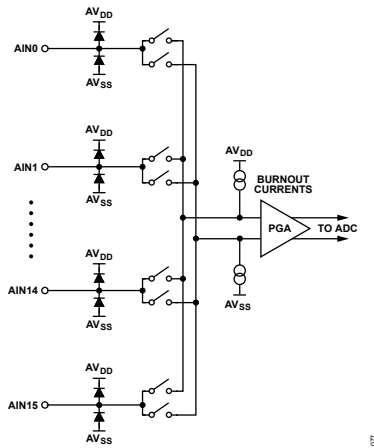 AVDD
AIN0
AVSS
AVDD
AIN1
AVSS
AVDD
BURNOUT
CURRENTS
PGA
TO ADC
AVSS
AVDD
AIN14
AVSS
AVDD
AIN15
AVSS